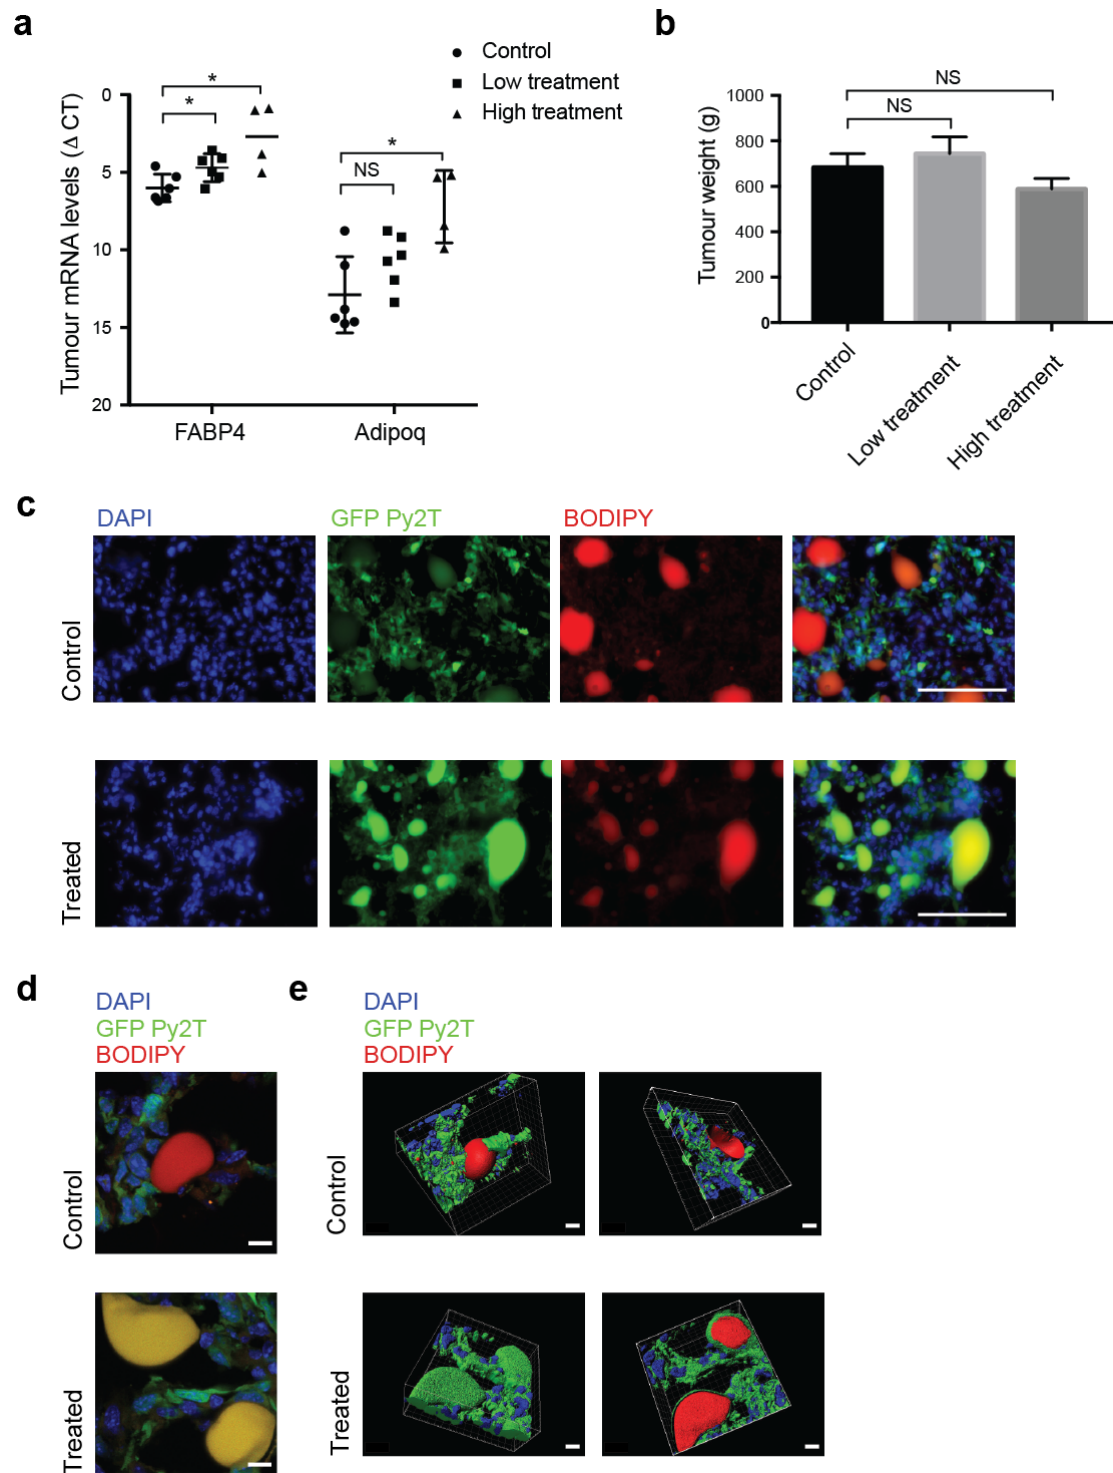 a
Control
Low treatment
High treatment
Tumour mRNA levels (Δ CT)
0
5
10
15
20
*
*
NS
*
FABP4
Adipoq
b
Tumour weight (g)
1000
800
600
400
200
0
NS
NS
Control
Low treatment
High treatment
c
DAPI
GFP Py2T
BODIPY
Control
Treated
d
DAPI
GFP Py2T
BODIPY
Control
Treated
e
DAPI
GFP Py2T
BODIPY
Control
Treated